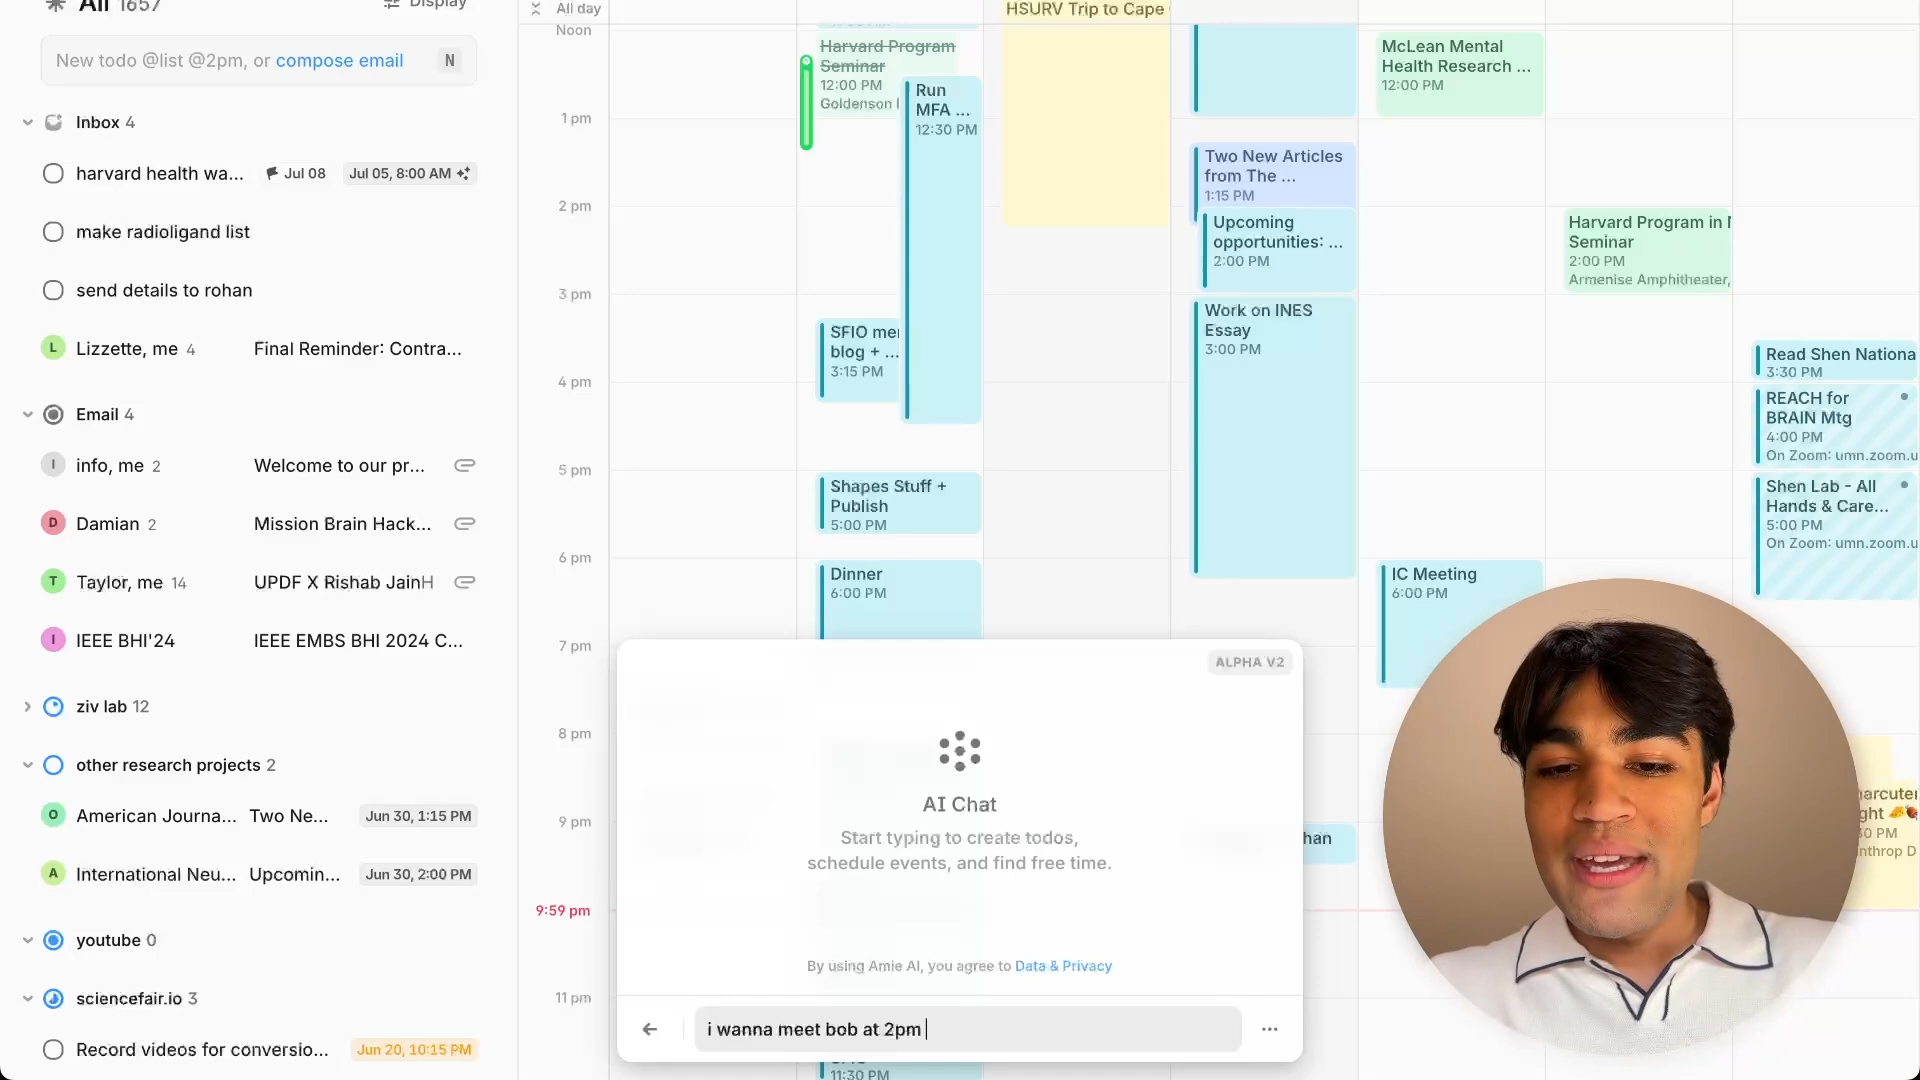 All 1657
Display
New todo @list @2pm, or compose email
N
Inbox 4
harvard health wa...
Jul 08
Jul 05, 8:00 AM
make radioligand list
send details to rohan
L
Lizzette, me 4
Final Reminder: Contra...
Email 4
I
info, me 2
Welcome to our pr...
D
Damian 2
Mission Brain Hack...
T
Taylor, me 14
UPDF X Rishab JainH
I
IEEE BHI'24
IEEE EMBS BHI 2024 C...
ziv lab 12
other research projects 2
O
American Journa...
Two Ne...
Jun 30, 1:15 PM
A
International Neu...
Upcomin...
Jun 30, 2:00 PM
youtube 0
sciencefair.io 3
Record videos for conversio...
Jun 20, 10:15 PM
All day
HSURV Trip to Cape
Noon
1 pm
2 pm
3 pm
4 pm
5 pm
6 pm
7 pm
8 pm
9 pm
9:59 pm
11 pm
Harvard Program
Seminar
12:00 PM
Goldenson
Run
MFA ...
12:30 PM
SFIO
blog + ...
3:15 PM
Shapes Stuff +
Publish
5:00 PM
Dinner
6:00 PM
11:30 PM
Two New Articles
from The ...
1:15 PM
Upcoming
opportunities: ...
2:00 PM
Work on INES
Essay
3:00 PM
han
McLean Mental
Health Research ...
12:00 PM
IC Meeting
6:00 PM
Harvard Program in
Seminar
2:00 PM
Armenise Amphitheater,
Read Shen Nationa
3:30 PM
REACH for
BRAIN Mtg
4:00 PM
On Zoom: umn.zoom.u
Shen Lab - All
Hands & Care...
5:00 PM
On Zoom: umn.zoom.u
arcuter
ght
30 PM
nthrop D
ALPHA V2
AI Chat
Start typing to create todos,
schedule events, and find free time.
By using Amie AI, you agree to Data & Privacy
i wanna meet bob at 2pm